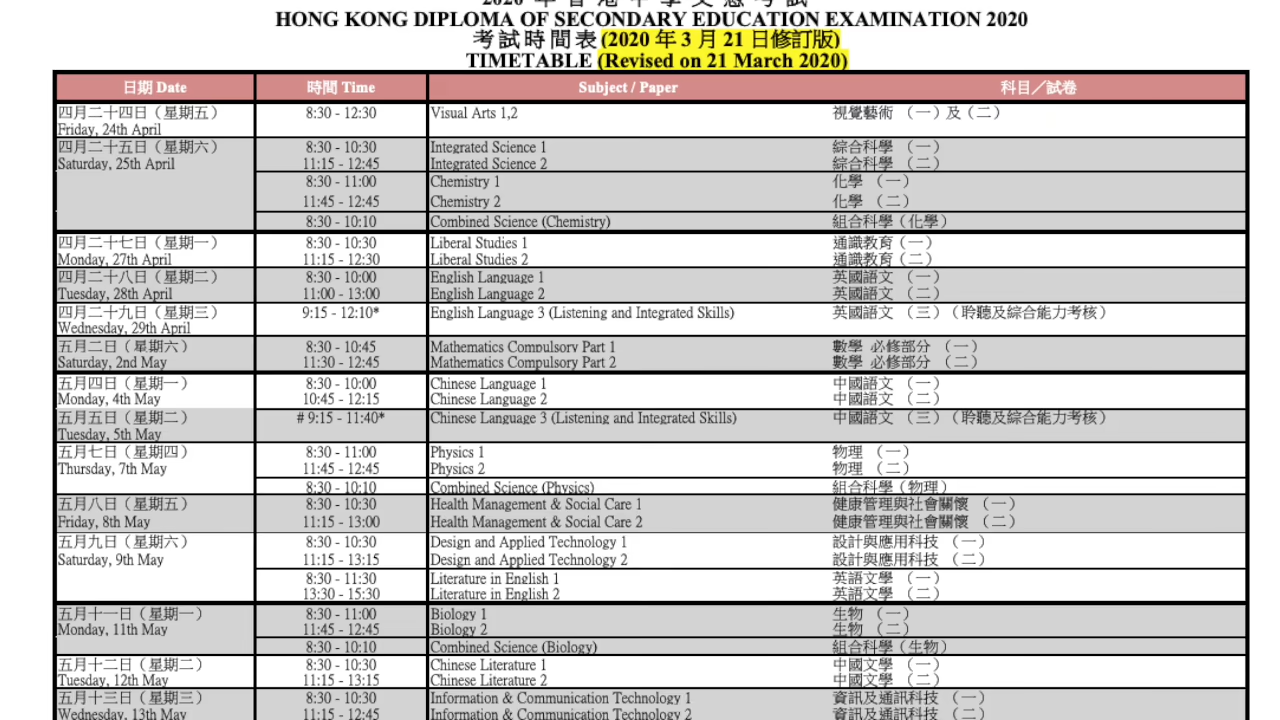 2020 年 香 港 中 學 文 憑 考 試
HONG KONG DIPLOMA OF SECONDARY EDUCATION EXAMINATION 2020
考 試 時 間 表 (2020 年 3 月 21 日修訂版)
TIMETABLE (Revised on 21 March 2020)
日期 Date 時間 Time Subject / Paper 科目／試卷
四月二十四日（星期五） 8:30 - 12:30 Visual Arts 1,2 視覺藝術 （一）及（二）
Friday, 24th April
四月二十五日（星期六） 8:30 - 10:30 Integrated Science 1 綜合科學 （一）
Saturday, 25th April 11:15 - 12:45 Integrated Science 2 綜合科學 （二）
8:30 - 11:00 Chemistry 1 化學 （一）
11:45 - 12:45 Chemistry 2 化學 （二）
8:30 - 10:10 Combined Science (Chemistry) 組合科學（化學）
四月二十七日（星期一） 8:30 - 10:30 Liberal Studies 1 通識教育（一）
Monday, 27th April 11:15 - 12:30 Liberal Studies 2 通識教育（二）
四月二十八日（星期二） 8:30 - 10:00 English Language 1 英國語文 （一）
Tuesday, 28th April 11:00 - 13:00 English Language 2 英國語文 （二）
四月二十九日（星期三） 9:15 - 12:10* English Language 3 (Listening and Integrated Skills) 英國語文 （三）（聆聽及綜合能力考核）
Wednesday, 29th April
五月二日（星期六） 8:30 - 10:45 Mathematics Compulsory Part 1 數學 必修部分 （一）
Saturday, 2nd May 11:30 - 12:45 Mathematics Compulsory Part 2 數學 必修部分 （二）
五月四日（星期一） 8:30 - 10:00 Chinese Language 1 中國語文 （一）
Monday, 4th May 10:45 - 12:15 Chinese Language 2 中國語文 （二）
五月五日（星期二） # 9:15 - 11:40* Chinese Language 3 (Listening and Integrated Skills) 中國語文 （三）（聆聽及綜合能力考核）
Tuesday, 5th May
五月七日（星期四） 8:30 - 11:00 Physics 1 物理 （一）
Thursday, 7th May 11:45 - 12:45 Physics 2 物理 （二）
8:30 - 10:10 Combined Science (Physics) 組合科學（物理）
五月八日（星期五） 8:30 - 10:30 Health Management & Social Care 1 健康管理與社會關懷 （一）
Friday, 8th May 11:15 - 13:00 Health Management & Social Care 2 健康管理與社會關懷 （二）
五月九日（星期六） 8:30 - 10:30 Design and Applied Technology 1 設計與應用科技 （一）
Saturday, 9th May 11:15 - 13:15 Design and Applied Technology 2 設計與應用科技 （二）
8:30 - 11:30 Literature in English 1 英語文學 （一）
13:30 - 15:30 Literature in English 2 英語文學 （二）
五月十一日（星期一） 8:30 - 11:00 Biology 1 生物 （一）
Monday, 11th May 11:45 - 12:45 Biology 2 生物 （二）
8:30 - 10:10 Combined Science (Biology) 組合科學（生物）
五月十二日（星期二） 8:30 - 10:30 Chinese Literature 1 中國文學 （一）
Tuesday, 12th May 11:15 - 13:15 Chinese Literature 2 中國文學 （二）
五月十三日（星期三） 8:30 - 10:30 Information & Communication Technology 1 資訊及通訊科技 （一）
Wednesday, 13th May 11:15 - 12:45 Information & Communication Technology 2 資訊及通訊科技 （二）